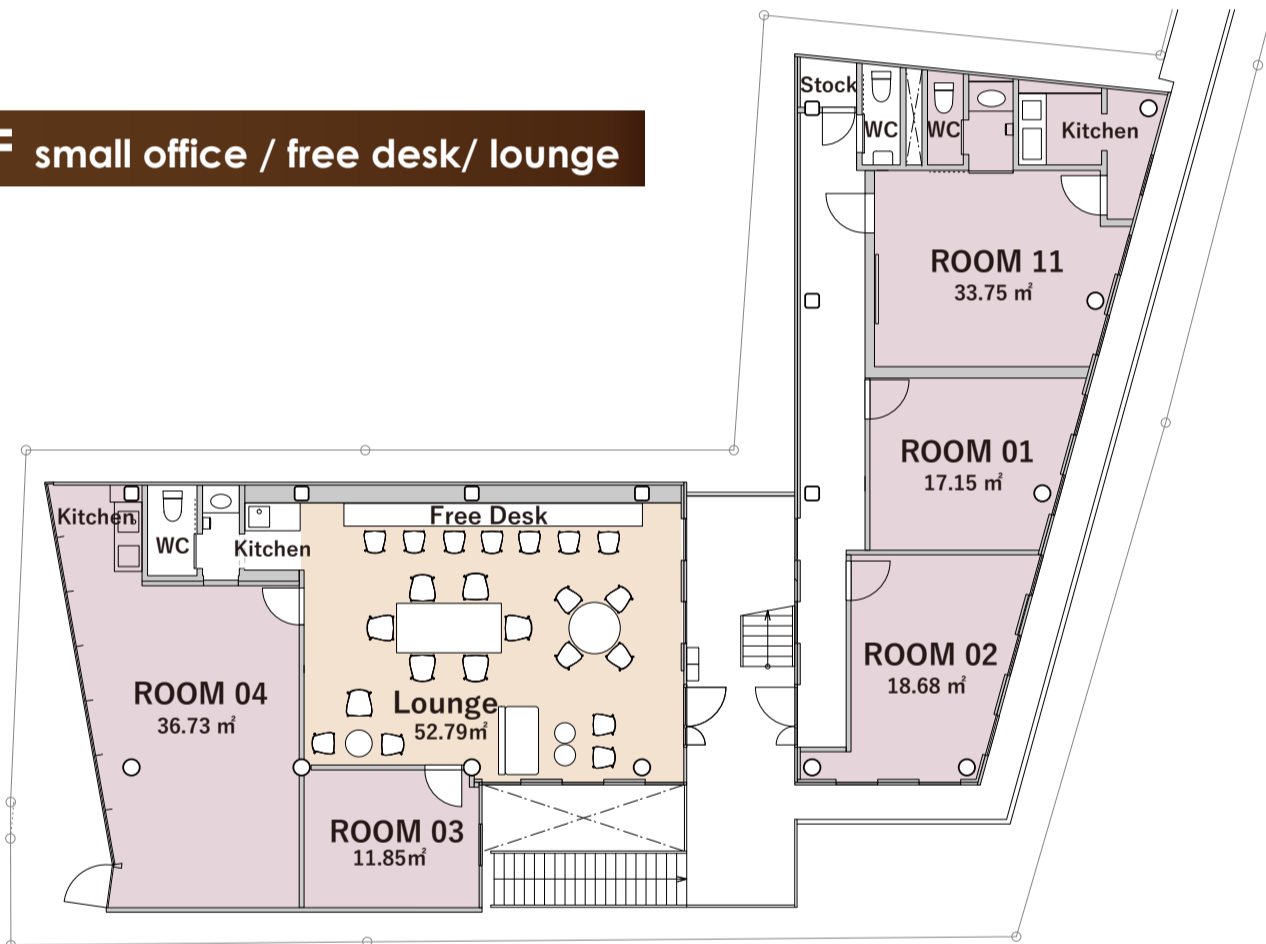 F small office / free desk/ lounge
Stock
WC
WC
Kitchen
ROOM 11
33.75 ㎡
ROOM 01
17.15 ㎡
Kitchen
WC
Kitchen
Free Desk
ROOM 02
18.68 ㎡
ROOM 04
36.73 ㎡
Lounge
52.79㎡
ROOM 03
11.85㎡